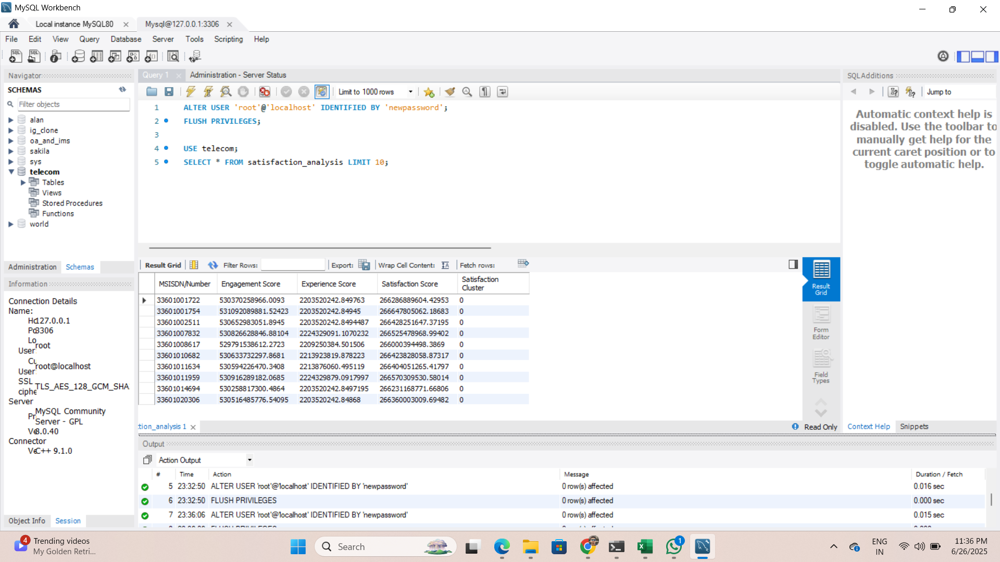 MySQL Workbench
Local instance MySQL80
Mysql@127.0.0.1:3306
File Edit View Query Database Server Tools Scripting Help
Navigator
SCHEMAS
Filter objects
alan
ig_clone
oa_and_ims
sakila
sys
telecom
Tables
Views
Stored Procedures
Functions
world
Administration Schemas
Information
Connection Details
Name:
127.0.0.1
3306
root
User
root@localhost
User
SSL
TLS_AES_128_GCM_SHA
Server
MySQL Community
Server - GPL
8.0.40
Connector
C++ 9.1.0
Object Info Session
Query 1 Administration - Server Status
Limit to 1000 rows
1 ALTER USER 'root'@'localhost' IDENTIFIED BY 'newpassword';
2 FLUSH PRIVILEGES;
3
4 USE telecom;
5 SELECT * FROM satisfaction_analysis LIMIT 10;
SQLAdditions
Jump to
Automatic context help is
disabled. Use the toolbar to
manually get help for the
current caret position or to
toggle automatic help.
Result Grid Filter Rows: Export: Wrap Cell Content: Fetch rows:
MSISDN/Number Engagement Score Experience Score Satisfaction Score Satisfaction Cluster
33601001722 530370258966.0093 2203520242.849763 266286889604.42953 0
33601001754 531092089881.52423 2203520242.84945 266647805062.18683 0
33601002511 530652983051.8945 2203520242.8494487 266428251647.37195 0
33601007832 530826628846.88104 2224329091.1070232 266525478968.99402 0
33601008617 529791538612.2723 2209250384.501506 266000394498.3869 0
33601010682 530633732297.8681 2213923819.878223 266423828058.87317 0
33601011634 530594226470.3408 2213876060.495119 266404051265.41797 0
33601011959 530916289182.0685 2224329879.0917997 266570309530.58014 0
33601014694 530258817300.4864 2203520242.8497195 266231168771.66806 0
33601020306 530516485776.54095 2203520242.84868 266360003009.69482 0
Result Grid
Form Editor
Field Types
tion_analysis 1
Read Only
Context Help Snippets
Output
Action Output
# Time Action Message Duration / Fetch
5 23:32:50 ALTER USER 'root'@'localhost' IDENTIFIED BY 'newpassword' 0 row(s) affected 0.016 sec
6 23:32:50 FLUSH PRIVILEGES 0 row(s) affected 0.000 sec
7 23:36:06 ALTER USER 'root'@'localhost' IDENTIFIED BY 'newpassword' 0 row(s) affected 0.015 sec
4
Trending videos
My Golden Retri...
Search
1
ENG
IN
11:36 PM
6/26/2025